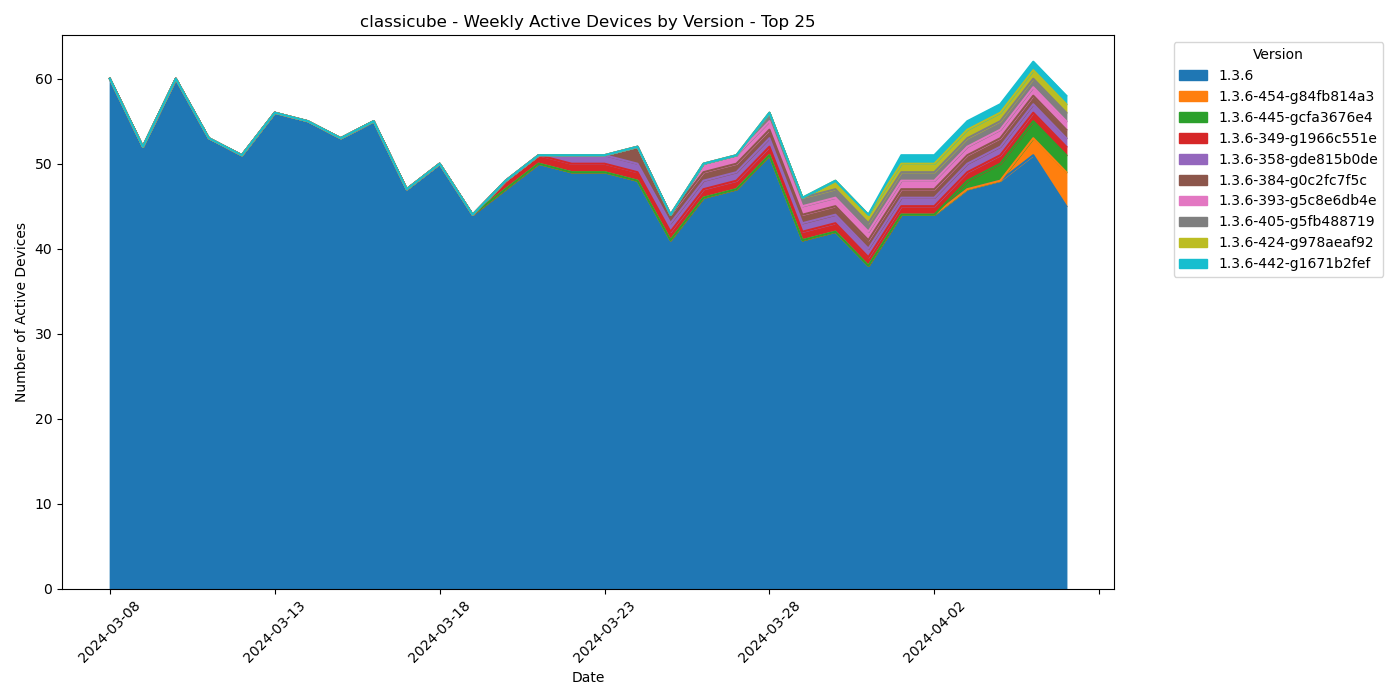 classicube - Weekly Active Devices by Version - Top 25
Number of Active Devices
60
50
40
30
20
10
0
2024-03-08
2024-03-13
2024-03-18
2024-03-23
2024-03-28
2024-04-02
Date
Version
1.3.6
1.3.6-454-g84fb814a3
1.3.6-445-gcfa3676e4
1.3.6-349-g1966c551e
1.3.6-358-gde815b0de
1.3.6-384-g0c2fc7f5c
1.3.6-393-g5c8e6db4e
1.3.6-405-g5fb488719
1.3.6-424-g978aeaf92
1.3.6-442-g1671b2fef